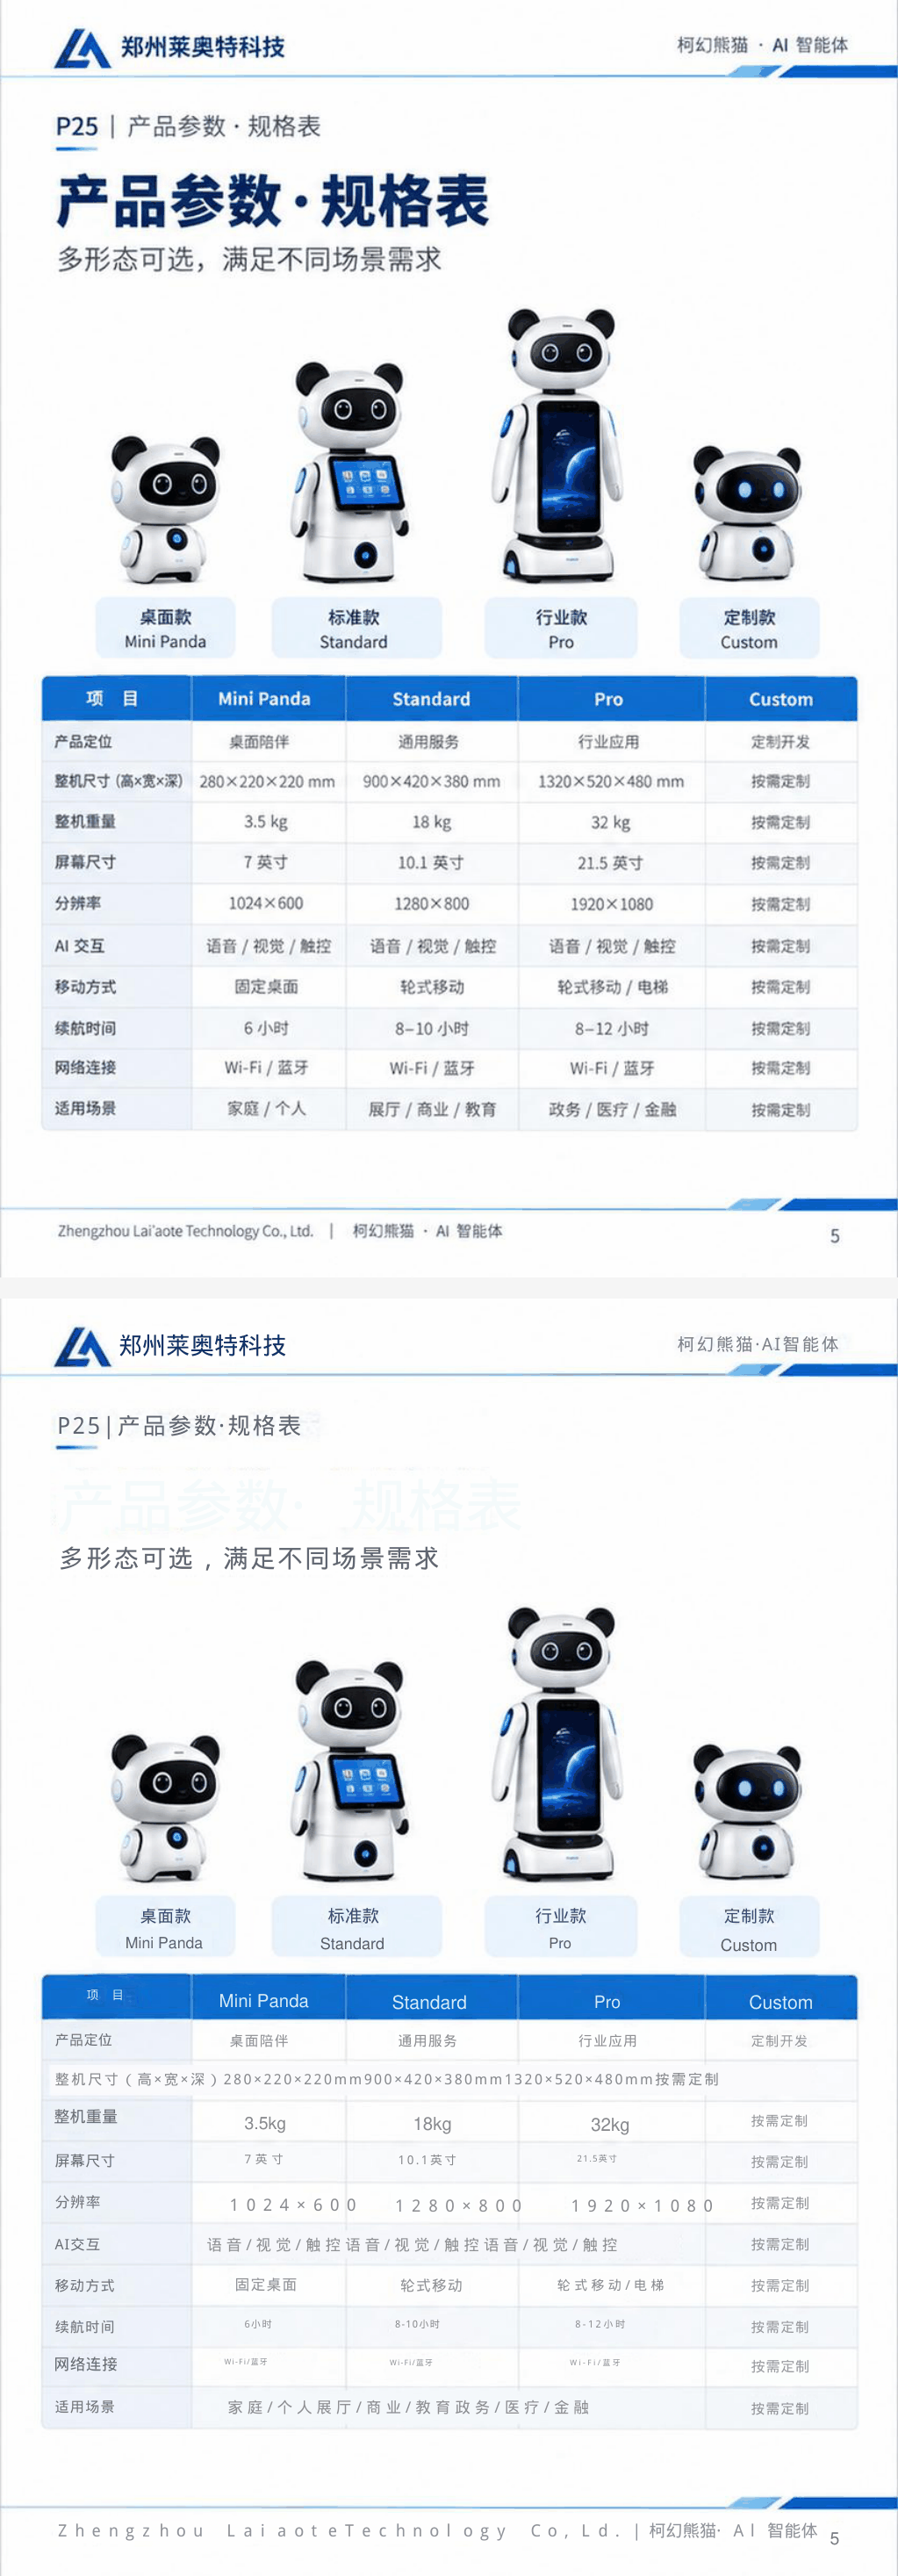 郑州莱奥特科技
柯幻熊猫 · AI 智能体
P25 | 产品参数 · 规格表
产品参数·规格表
多形态可选，满足不同场景需求
桌面款 标准款 行业款 定制款
Mini Panda Standard Pro Custom
项 目 Mini Panda Standard Pro Custom
产品定位 桌面陪伴 通用服务 行业应用 定制开发
整机尺寸 (高×宽×深) 280×220×220 mm 900×420×380 mm 1320×520×480 mm 按需定制
整机重量 3.5 kg 18 kg 32 kg 按需定制
屏幕尺寸 7 英寸 10.1 英寸 21.5 英寸 按需定制
分辨率 1024×600 1280×800 1920×1080 按需定制
AI 交互 语音 / 视觉 / 触控 语音 / 视觉 / 触控 语音 / 视觉 / 触控 按需定制
移动方式 固定桌面 轮式移动 轮式移动 / 电梯 按需定制
续航时间 6 小时 8–10 小时 8–12 小时 按需定制
网络连接 Wi-Fi / 蓝牙 Wi-Fi / 蓝牙 Wi-Fi / 蓝牙 按需定制
适用场景 家庭 / 个人 展厅 / 商业 / 教育 政务 / 医疗 / 金融 按需定制
Zhengzhou Lai'aote Technology Co., Ltd. | 柯幻熊猫 · AI 智能体 5
郑州莱奥特科技
柯幻熊猫·AI智能体
P25|产品参数·规格表
产品参数· 规格表
多形态可选，满足不同场景需求
桌面款 标准款 行业款 定制款
Mini Panda Standard Pro Custom
项 目 Mini Panda Standard Pro Custom
产品定位 桌面陪伴 通用服务 行业应用 定制开发
整机尺寸（高×宽×深）280×220×220mm900×420×380mm1320×520×480mm按需定制
整机重量 3.5kg 18kg 32kg 按需定制
屏幕尺寸 7英寸 10.1英寸 21.5英寸 按需定制
分辨率 1024×600 1280×800 1920×1080 按需定制
AI交互 语音/视觉/触控语音/视觉/触控语音/视觉/触控 按需定制
移动方式 固定桌面 轮式移动 轮式移动/电梯 按需定制
续航时间 6小时 8-10小时 8-12小时 按需定制
网络连接 Wi-Fi/蓝牙 Wi-Fi/蓝牙 Wi-Fi/蓝牙 按需定制
适用场景 家庭/个人展厅/商业/教育政务/医疗/金融 按需定制
Zhengzhou LaiaoteTechnology Co,Ld.|柯幻熊猫· AI 智能体 5